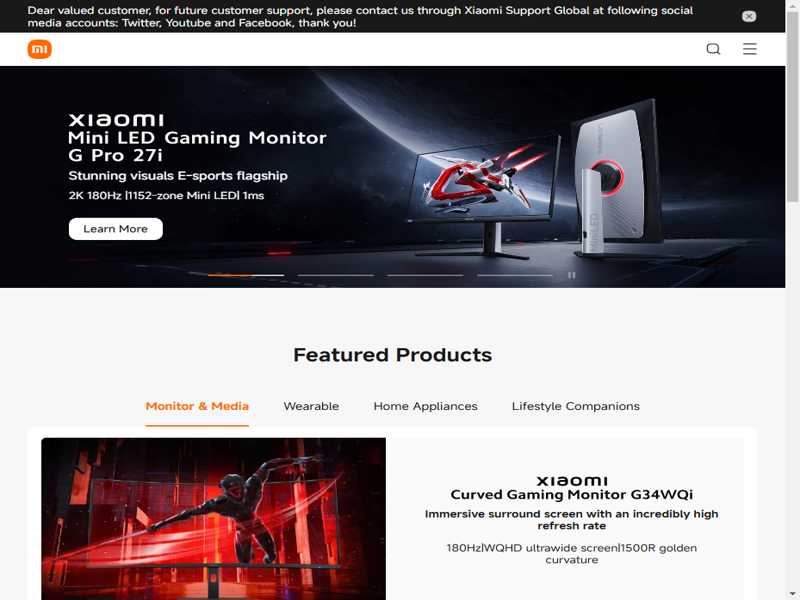 Dear valued customer, for future customer support, please contact us through Xiaomi Support Global at following social
media accounts: Twitter, Youtube and Facebook, thank you!
mi
xiaomi
Mini LED Gaming Monitor
G Pro 27i
Stunning visuals E-sports flagship
2K 180Hz |1152-zone Mini LED| 1ms
Learn More
MiniLED
Featured Products
Monitor & Media
Wearable
Home Appliances
Lifestyle Companions
xiaomi
Curved Gaming Monitor G34WQi
Immersive surround screen with an incredibly high
refresh rate
180Hz|WQHD ultrawide screen|1500R golden
curvature